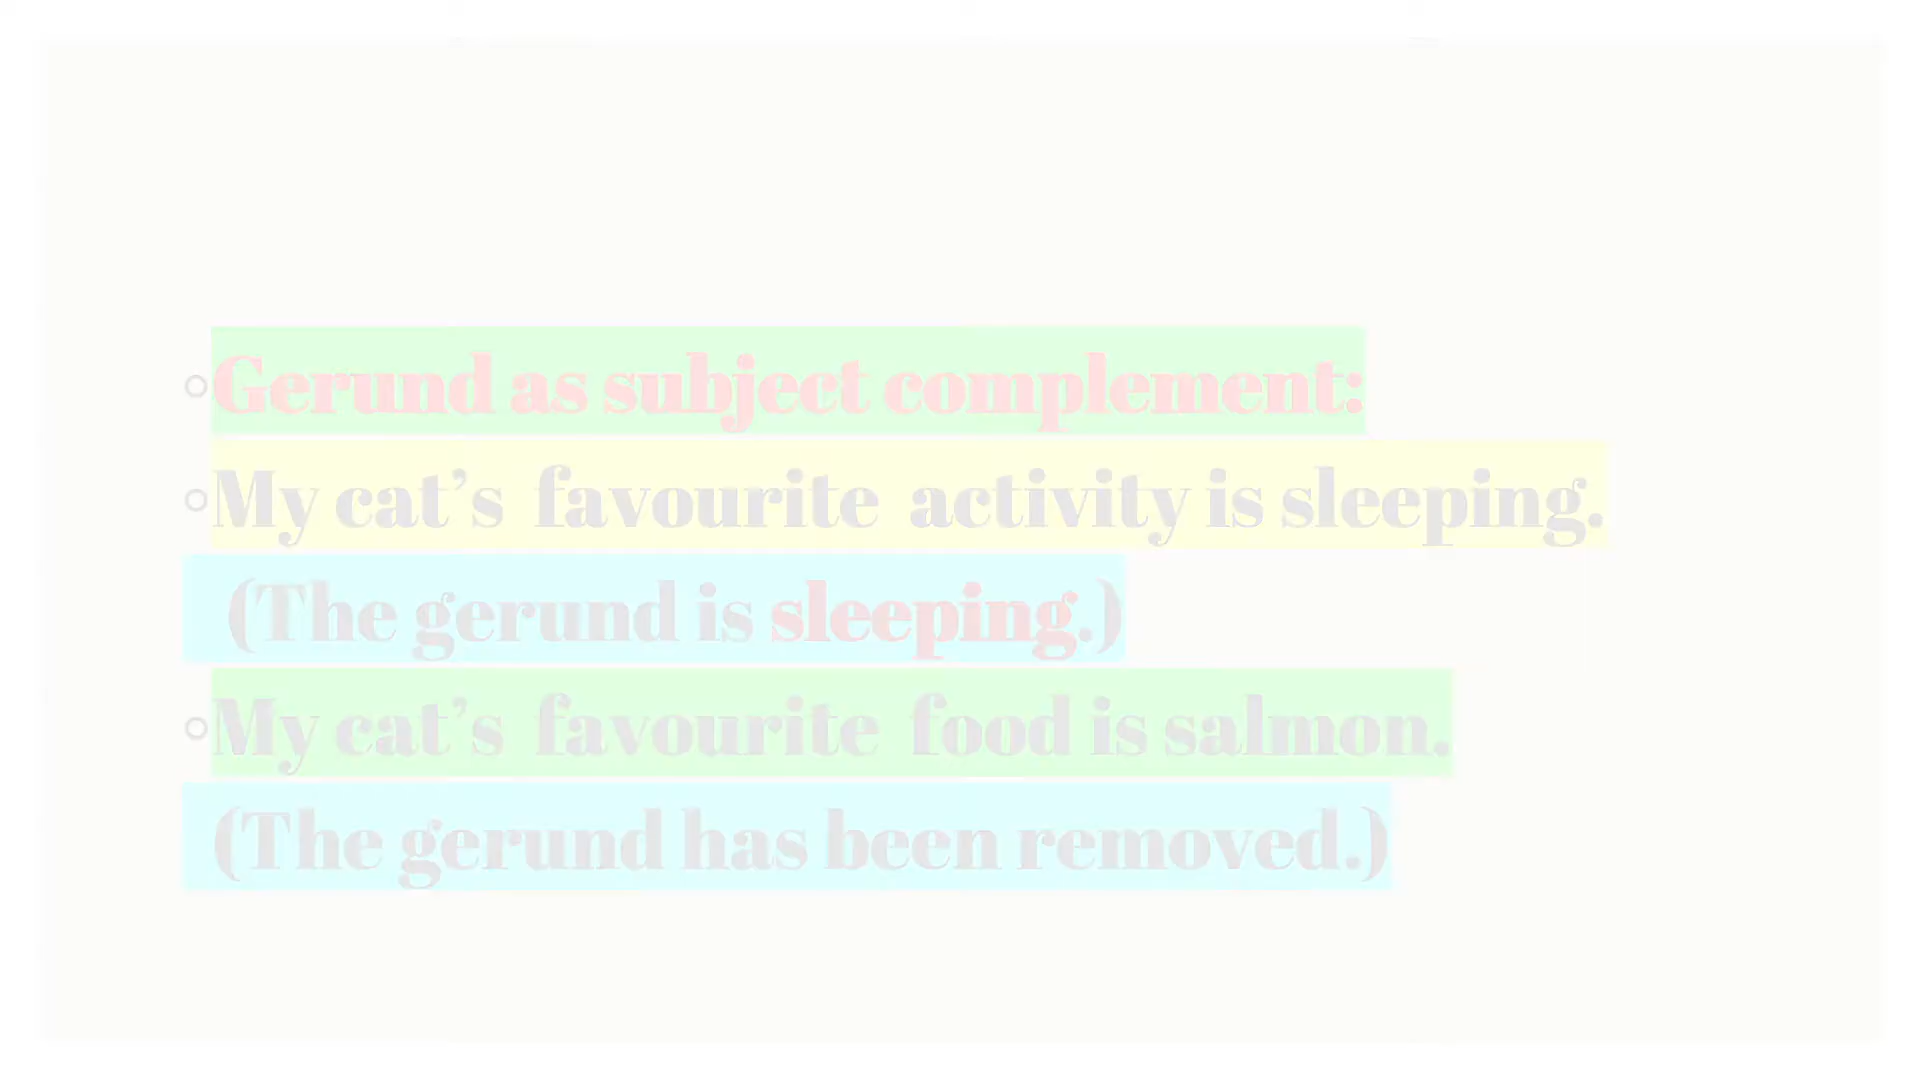 Gerund as subject complement:
My cat’s favourite activity is sleeping.
(The gerund is sleeping.)
My cat’s favourite food is salmon.
(The gerund has been removed.)